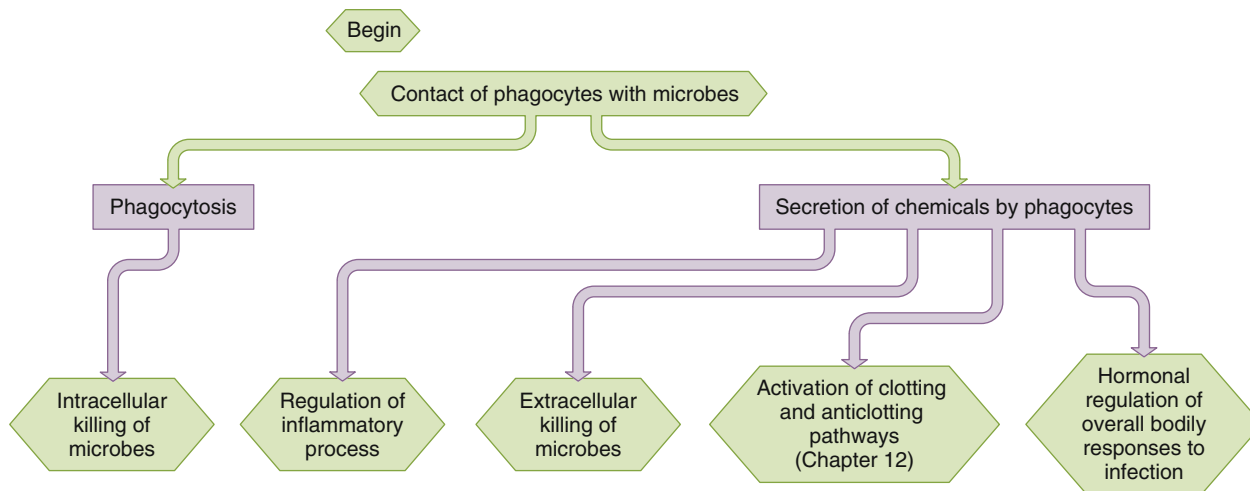 Begin
Contact of phagocytes with microbes
Phagocytosis
Secretion of chemicals by phagocytes
Intracellular
killing of
microbes
Regulation of
inflammatory
process
Extracellular
killing of
microbes
Activation of clotting
and anticlotting
pathways
(Chapter 12)
Hormonal
regulation of
overall bodily
responses to
infection